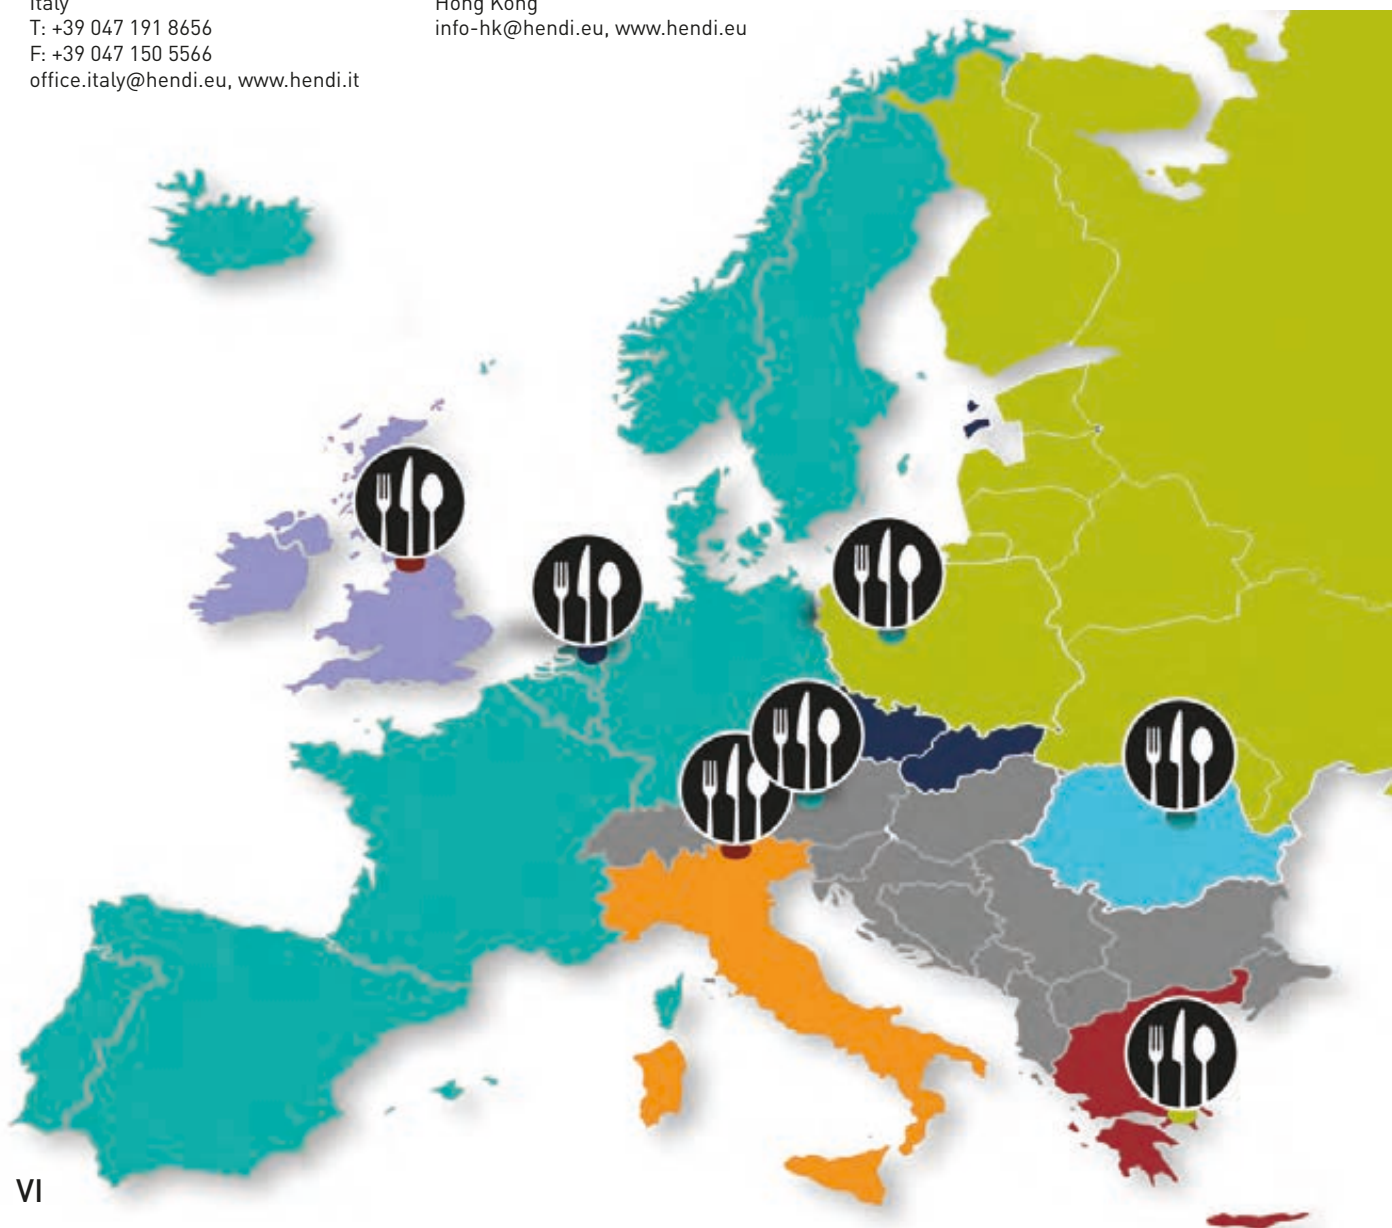 Italy
T: +39 047 191 8656
F: +39 047 150 5566
office.italy@hendi.eu, www.hendi.it
Hong Kong
info-hk@hendi.eu, www.hendi.eu
VI